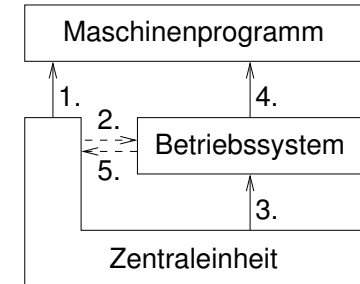 Maschinenprogramm
1.
4.
2.
Betriebssystem
5.
3.
Zentraleinheit